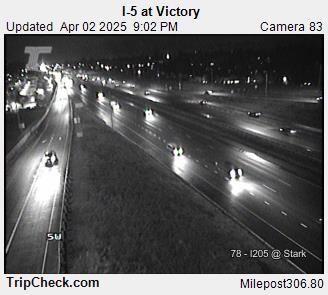 I-5 at Victory
Updated Apr 02 2025 9:02 PM Camera 83
T
SW
78 - I205 @ Stark
TripCheck.com Milepost306.80